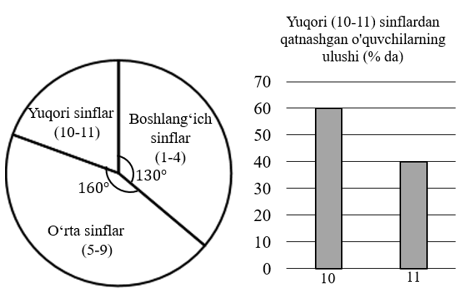 Yuqori sinflar
(10-11)
Boshlang‘ich
sinflar
(1-4)
130°
160°
O‘rta sinflar
(5-9)
Yuqori (10-11) sinflardan
qatnashgan o'quvchilarning
ulushi (% da)
70
60
50
40
30
20
10
0
10 11